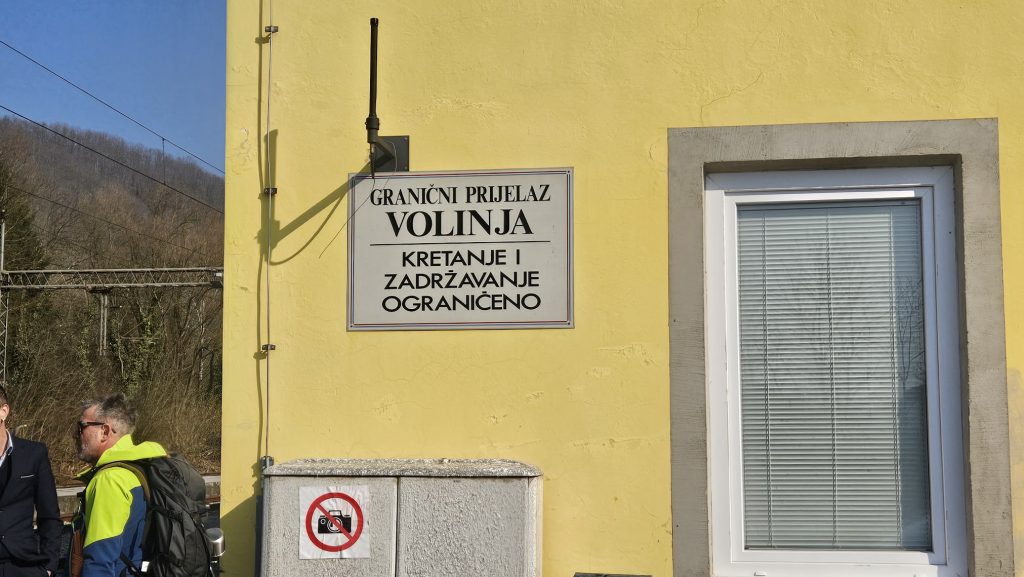 GRANIČNI PRIJELAZ
VOLINJA
KRETANJE I
ZADRŽAVANJE
OGRANIČENO